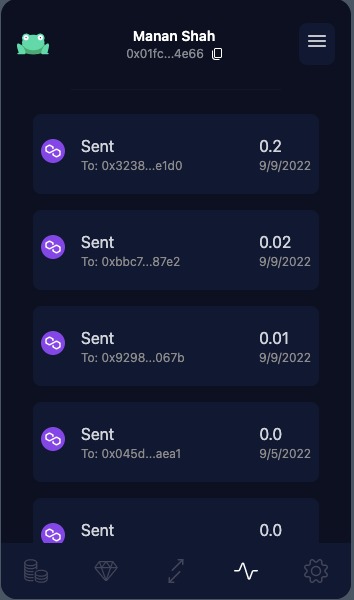 Manan Shah
0x01fc...4e66
Sent 0.2
To: 0x3238...e1d0 9/9/2022
Sent 0.02
To: 0xbbc7...87e2 9/9/2022
Sent 0.01
To: 0x9298...067b 9/9/2022
Sent 0.0
To: 0x045d...aea1 9/5/2022
Sent 0.0